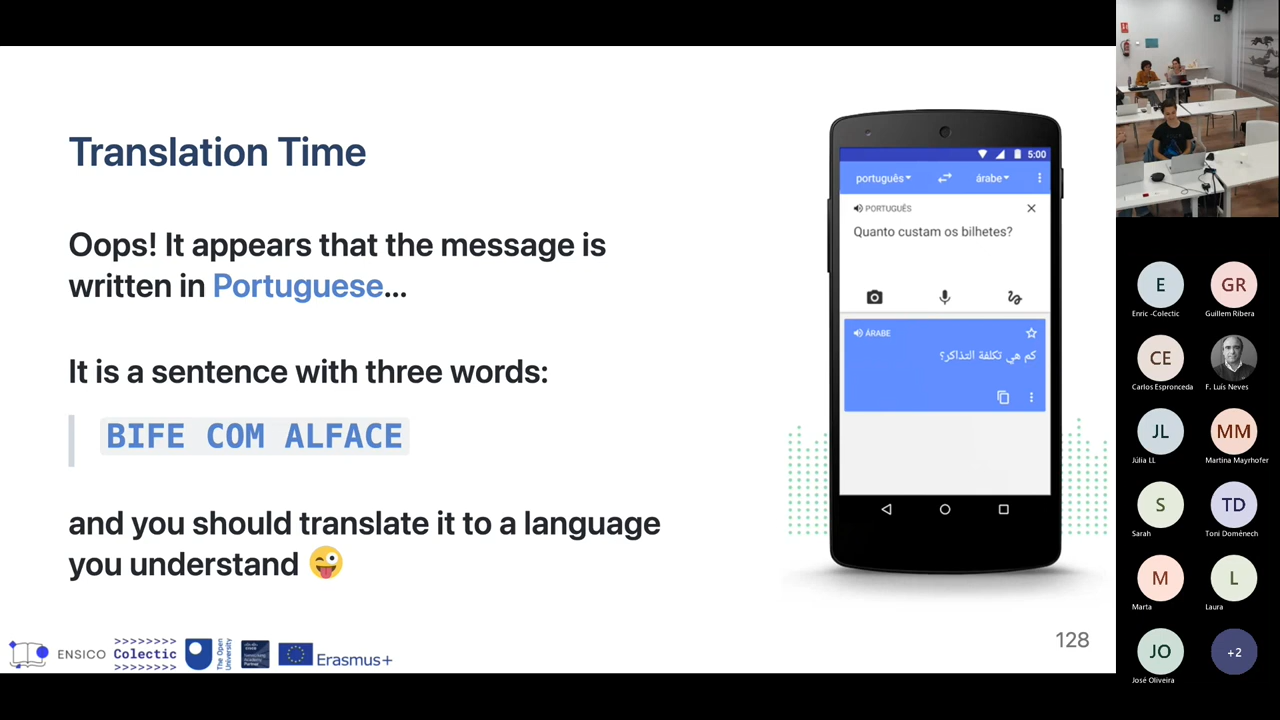 Translation Time
Oops! It appears that the message is
written in Portuguese...
It is a sentence with three words:
BIFE COM ALFACE
and you should translate it to a language
you understand 😜
5:00
português
árabe
PORTUGUÊS
Quanto custam os bilhetes?
ÁRABE
كم هي تكلفة التذاكر؟
ENSICO
>>>>>>>>
Colectic
>>>>>>>>
The Open
University
Erasmus+
128
E
Enric -Colectic
GR
Guillem Ribera
CE
Carlos Espronceda
F. Luís Neves
JL
Júlia LL
MM
Martina Mayrhofer
S
Sarah
TD
Toni Domènech
M
Marta
L
Laura
JO
José Oliveira
+2